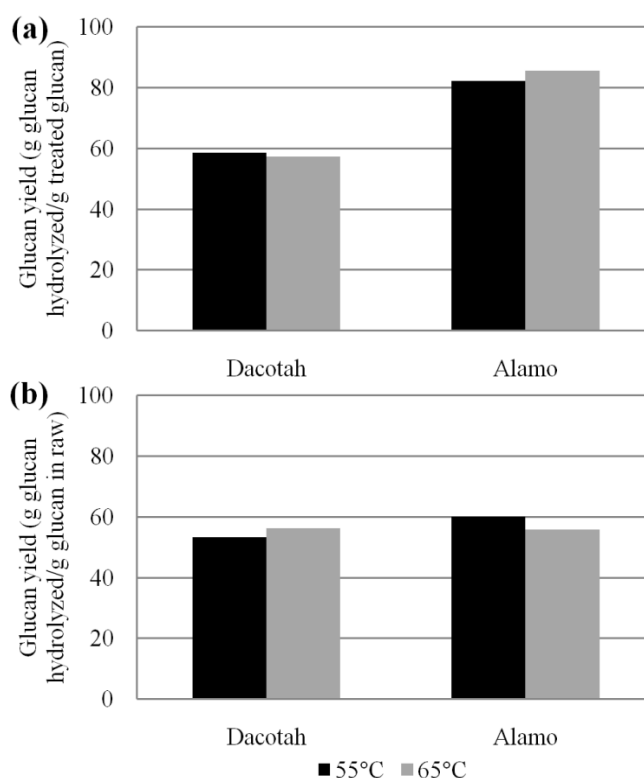 (a)
Glucan yield (g glucan
hydrolyzed/g treated glucan)
100
80
60
40
20
0
Dacotah Alamo
(b)
Glucan yield (g glucan
hydrolyzed/g glucan in raw)
100
80
60
40
20
0
Dacotah Alamo
55°C 65°C